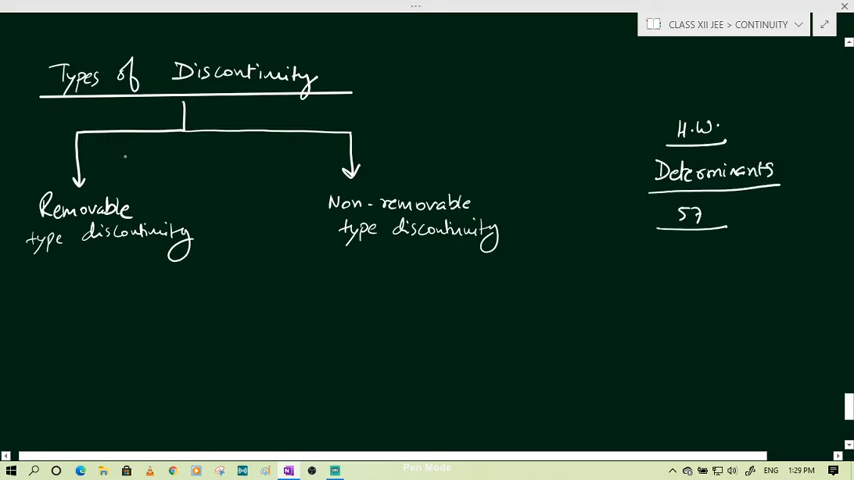 CLASS XII JEE > CONTINUITY
Types of Discontinuity
H.W.
Determinants
57
Removable
type discontinuity
Non-removable
type discontinuity
Pen Mode
ENG
1:29 PM